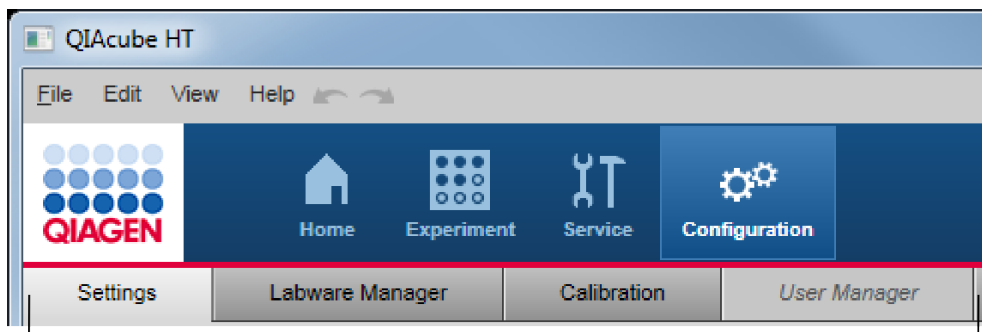 QIAcube HT
File Edit View Help
QIAGEN
Home Experiment Service Configuration
Settings Labware Manager Calibration User Manager